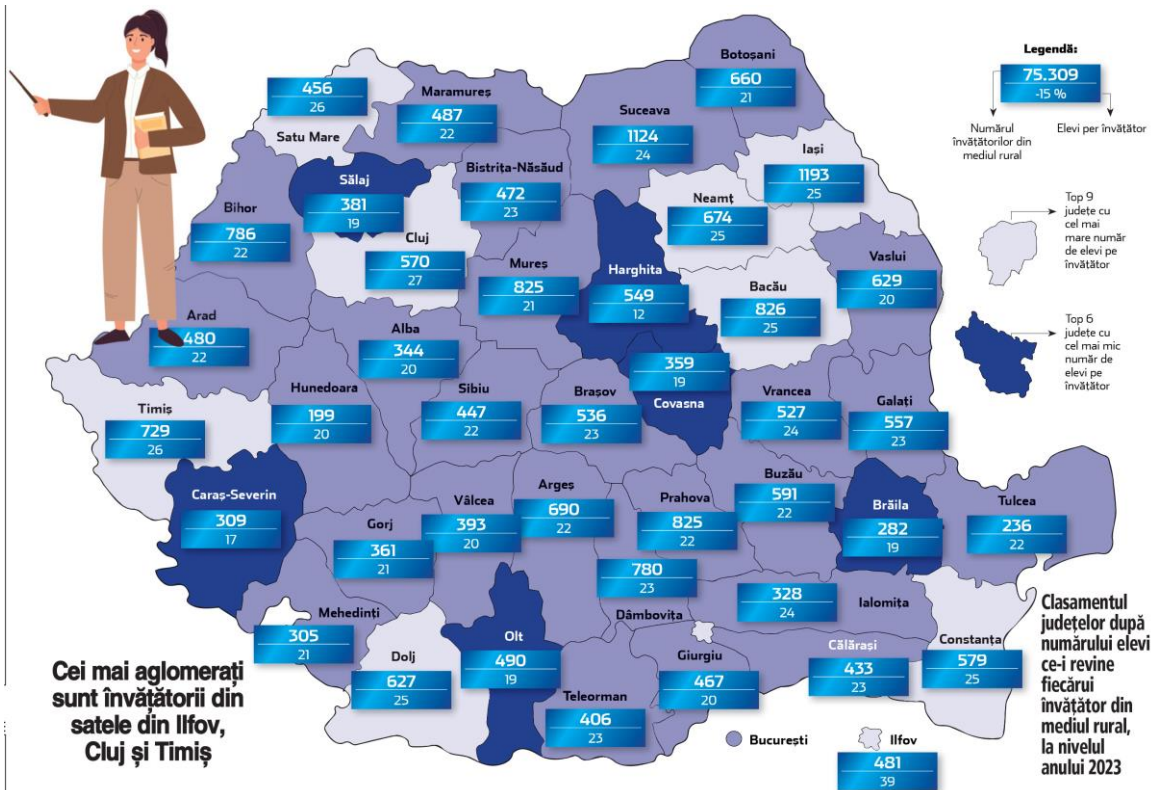 Botoșani
660
21
Legendă:
75.309
-15 %
Numărul
învățătorilor din
mediul rural
Elevi per învățător
456
26
Satu Mare
Maramureș
487
22
Suceava
1124
24
Iași
1193
25
Sălaj
381
19
Bistrița-Năsăud
472
23
Neamț
674
25
Top 9
județe cu
cel mai
mare număr
de elevi pe
învățător
Bihor
786
22
Cluj
570
27
Mureș
825
21
Harghita
549
12
Bacău
826
25
Vaslui
629
20
Top 6
județe cu
cel mai mic
număr de
elevi pe
învățător
Arad
480
22
Alba
344
20
359
19
Covasna
Timiș
729
26
Hunedoara
199
20
Sibiu
447
22
Brașov
536
23
Vrancea
527
24
Galați
557
23
Caraș-Severin
309
17
Gorj
361
21
Vâlcea
393
20
Argeș
690
22
Prahova
825
22
Buzău
591
22
Brăila
282
19
Tulcea
236
22
780
23
Dâmbovița
328
24
Ialomița
Mehedinți
305
21
Dolj
627
25
Olt
490
19
Teleorman
406
23
Giurgiu
467
20
Călărași
433
23
Constanța
579
25
București
Ilfov
481
39
Cei mai aglomerați
sunt învățătorii din
satele din Ilfov,
Cluj și Timiș
Clasamentul
județelor după
numărului elevi
ce-i revine
fiecărui
învățător din
mediul rural,
la nivelul
anului 2023